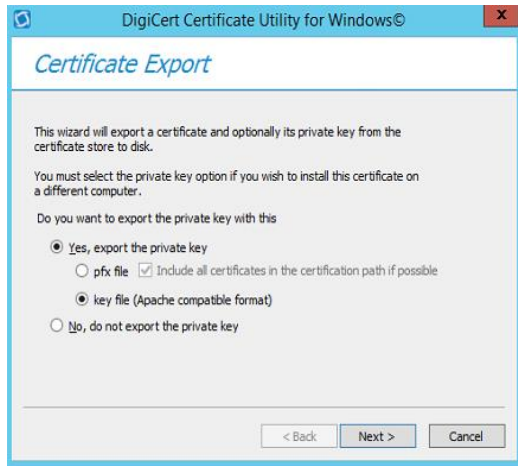 DigiCert Certificate Utility for Windows©
x
Certificate Export
This wizard will export a certificate and optionally its private key from the
certificate store to disk.
You must select the private key option if you wish to install this certificate on
a different computer.
Do you want to export the private key with this
Yes, export the private key
pfx file Include all certificates in the certification path if possible
key file (Apache compatible format)
No, do not export the private key
< Back Next > Cancel